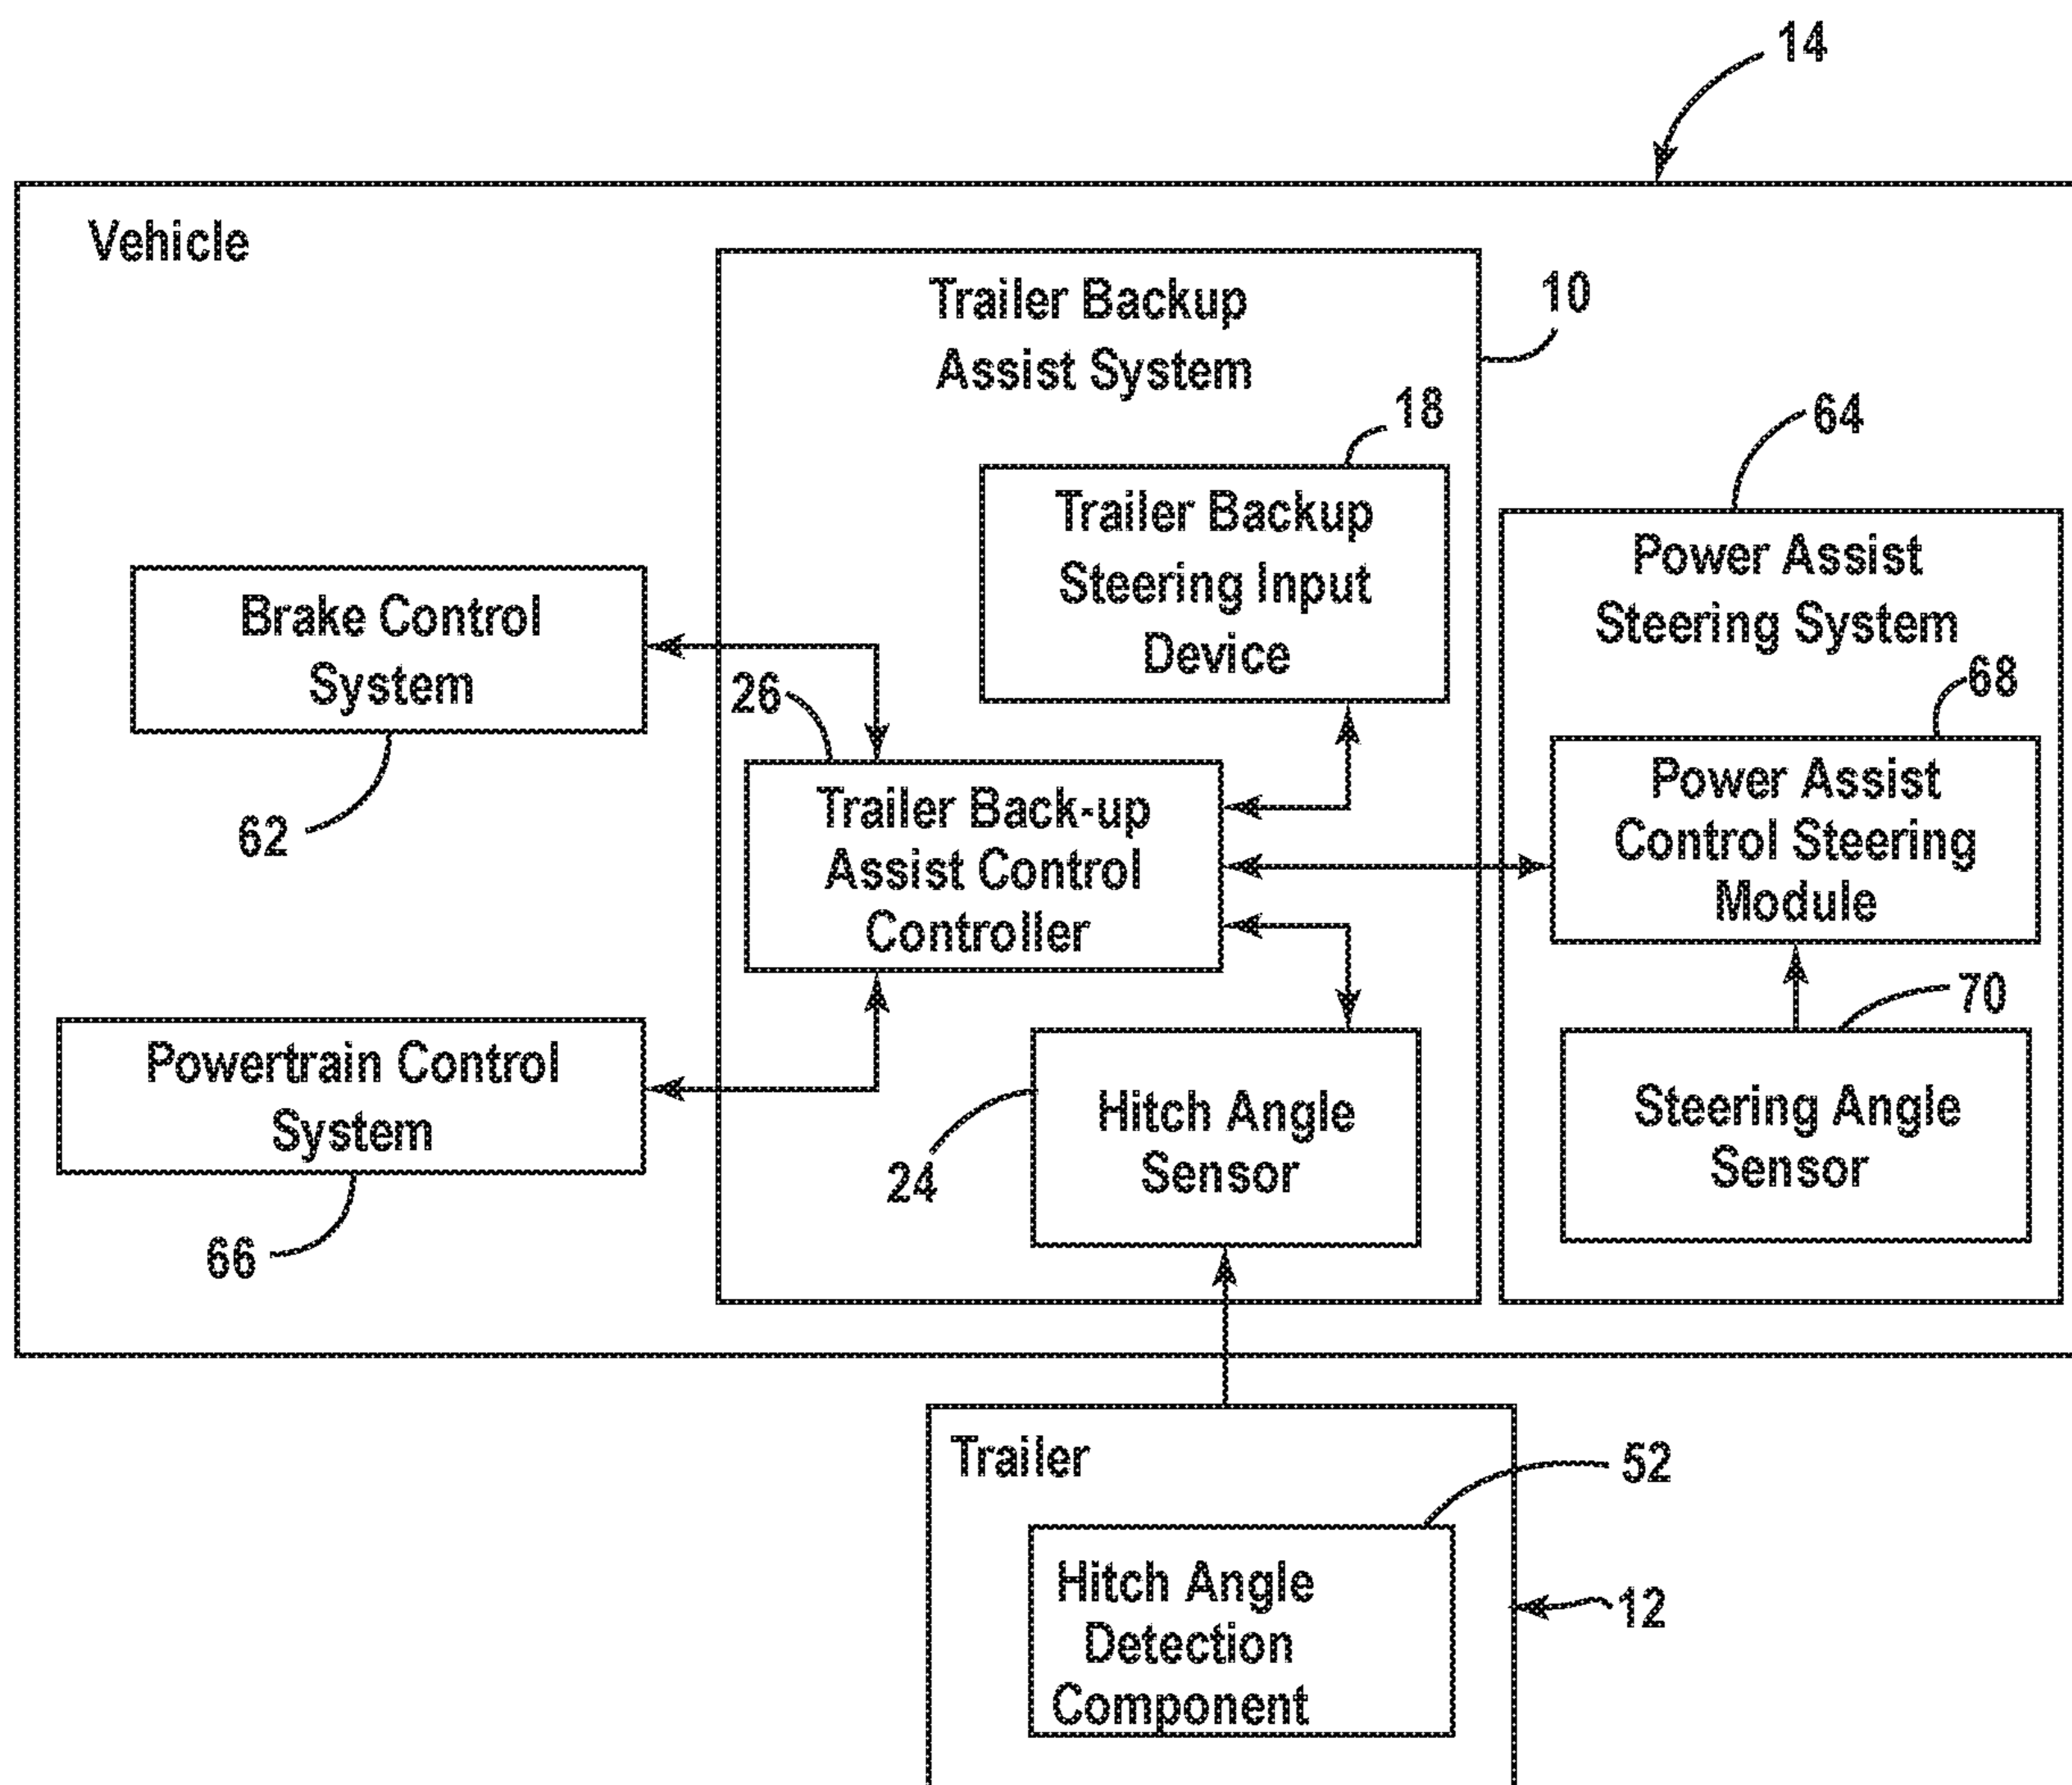 14
Vehicle
Trailer Backup
Assist System
10
18
Trailer Backup
Steering Input
Device
64
Power Assist
Steering System
Brake Control
System
62
26
Trailer Back-up
Assist Control
Controller
68
Power Assist
Control Steering
Module
70
Steering Angle
Sensor
Powertrain Control
System
66
24
Hitch Angle
Sensor
Trailer
52
Hitch Angle
Detection
Component
12